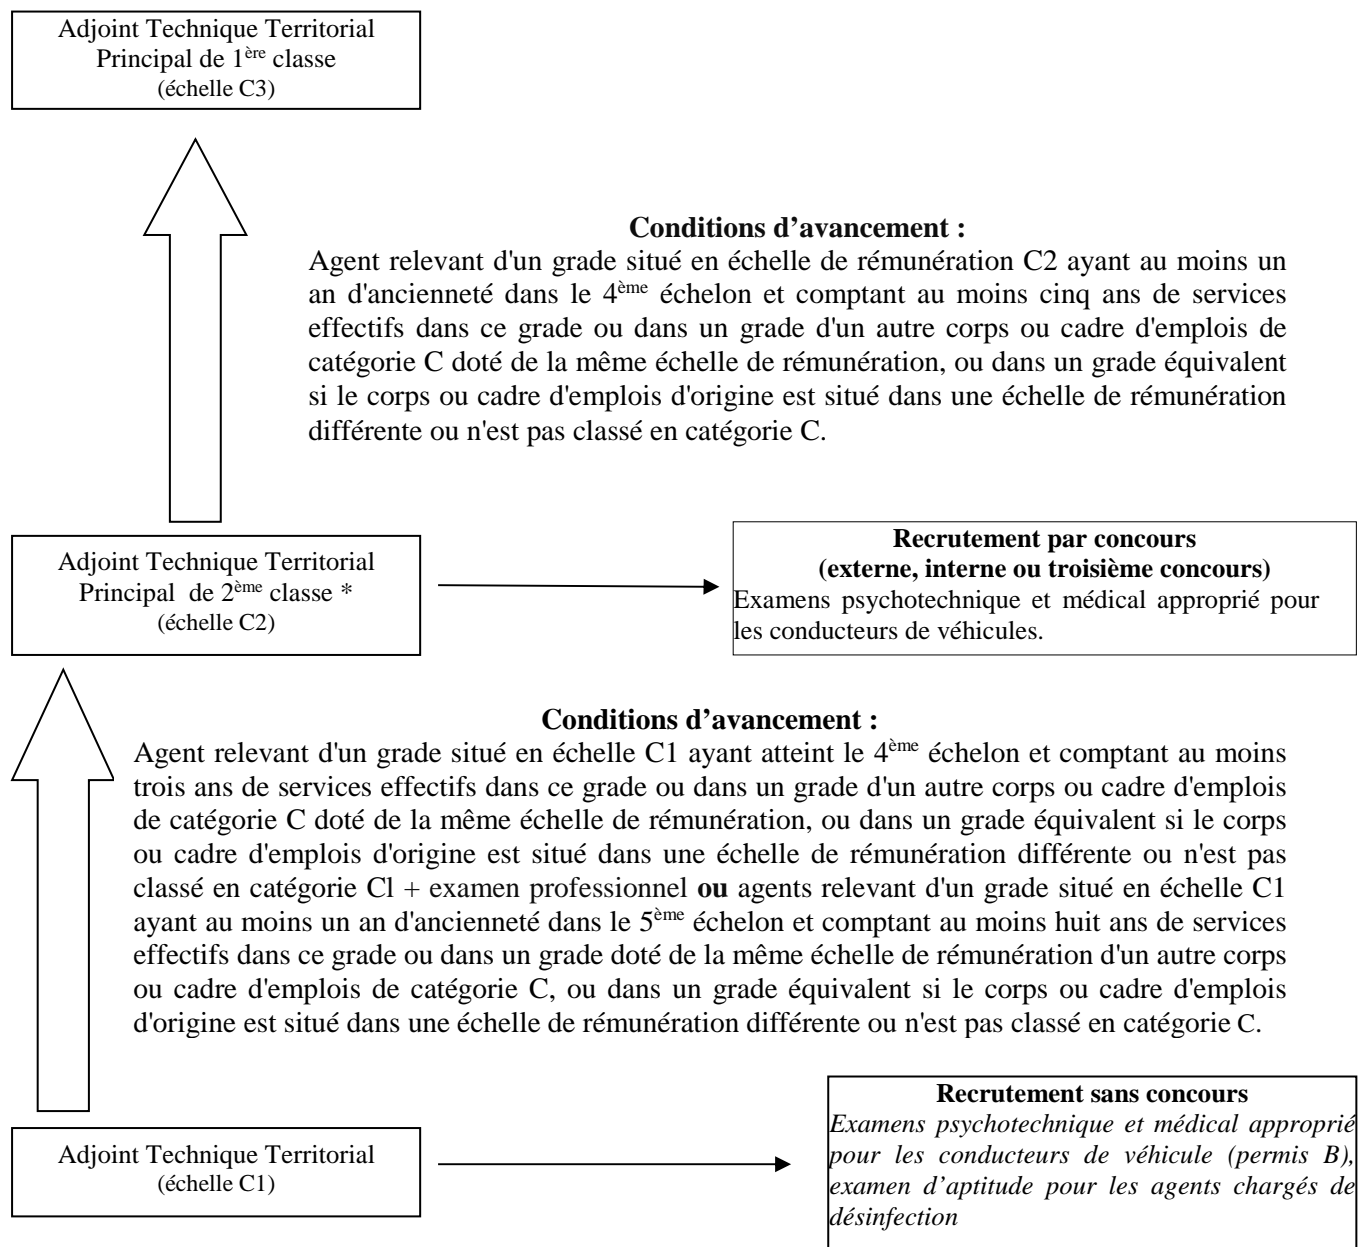 Adjoint Technique Territorial
Principal de 1ère classe
(échelle C3)
Conditions d’avancement :
Agent relevant d'un grade situé en échelle de rémunération C2 ayant au moins un
an d'ancienneté dans le 4ème échelon et comptant au moins cinq ans de services
effectifs dans ce grade ou dans un grade d'un autre corps ou cadre d'emplois de
catégorie C doté de la même échelle de rémunération, ou dans un grade équivalent
si le corps ou cadre d'emplois d'origine est situé dans une échelle de rémunération
différente ou n'est pas classé en catégorie C.
Adjoint Technique Territorial
Principal de 2ème classe *
(échelle C2)
Recrutement par concours
(externe, interne ou troisième concours)
Examens psychotechnique et médical approprié pour
les conducteurs de véhicules.
Conditions d’avancement :
Agent relevant d'un grade situé en échelle C1 ayant atteint le 4ème échelon et comptant au moins
trois ans de services effectifs dans ce grade ou dans un grade d'un autre corps ou cadre d'emplois
de catégorie C doté de la même échelle de rémunération, ou dans un grade équivalent si le corps
ou cadre d'emplois d'origine est situé dans une échelle de rémunération différente ou n'est pas
classé en catégorie Cl + examen professionnel ou agents relevant d'un grade situé en échelle C1
ayant au moins un an d'ancienneté dans le 5ème échelon et comptant au moins huit ans de services
effectifs dans ce grade ou dans un grade doté de la même échelle de rémunération d'un autre corps
ou cadre d'emplois de catégorie C, ou dans un grade équivalent si le corps ou cadre d'emplois
d'origine est situé dans une échelle de rémunération différente ou n'est pas classé en catégorie C.
Adjoint Technique Territorial
(échelle C1)
Recrutement sans concours
Examens psychotechnique et médical approprié
pour les conducteurs de véhicule (permis B),
examen d’aptitude pour les agents chargés de
désinfection